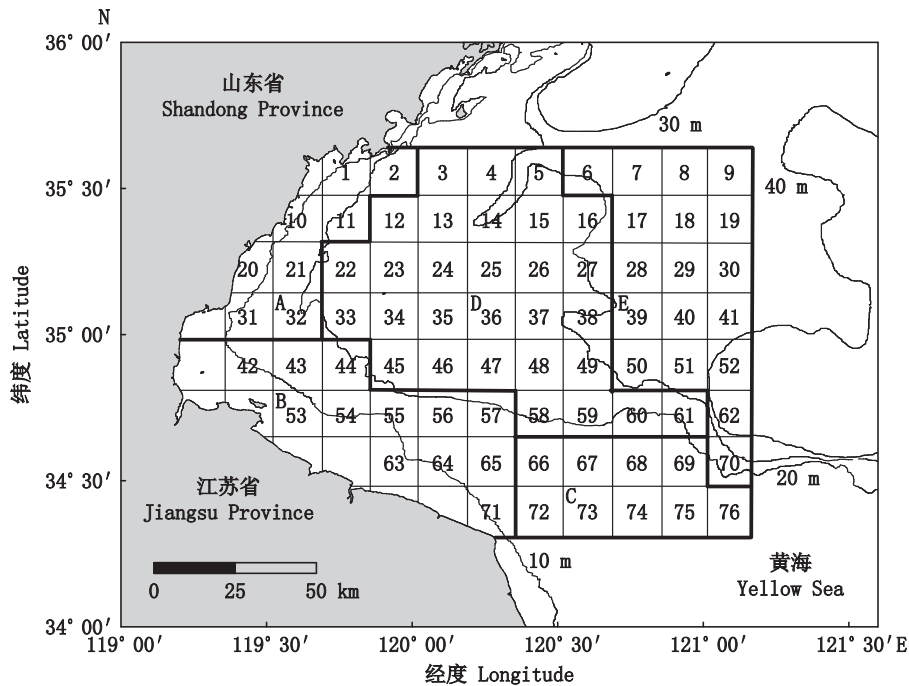 N
36° 00′
山东省
Shandong Province
30 m
1 2 3 4 5 6 7 8 9
35° 30′
40 m
10 11 12 13 14 15 16 17 18 19
20 21 22 23 24 25 26 27 28 29 30
A D E
31 32 33 34 35 36 37 38 39 40 41
35° 00′
纬度 Latitude
42 43 44 45 46 47 48 49 50 51 52
B
53 54 55 56 57 58 59 60 61 62
63 64 65 66 67 68 69 70
34° 30′
20 m
江苏省
Jiangsu Province
C
71 72 73 74 75 76
10 m
黄海
Yellow Sea
0 25 50 km
34° 00′
119° 00′ 119° 30′ 120° 00′ 120° 30′ 121° 00′ 121° 30′E
经度 Longitude